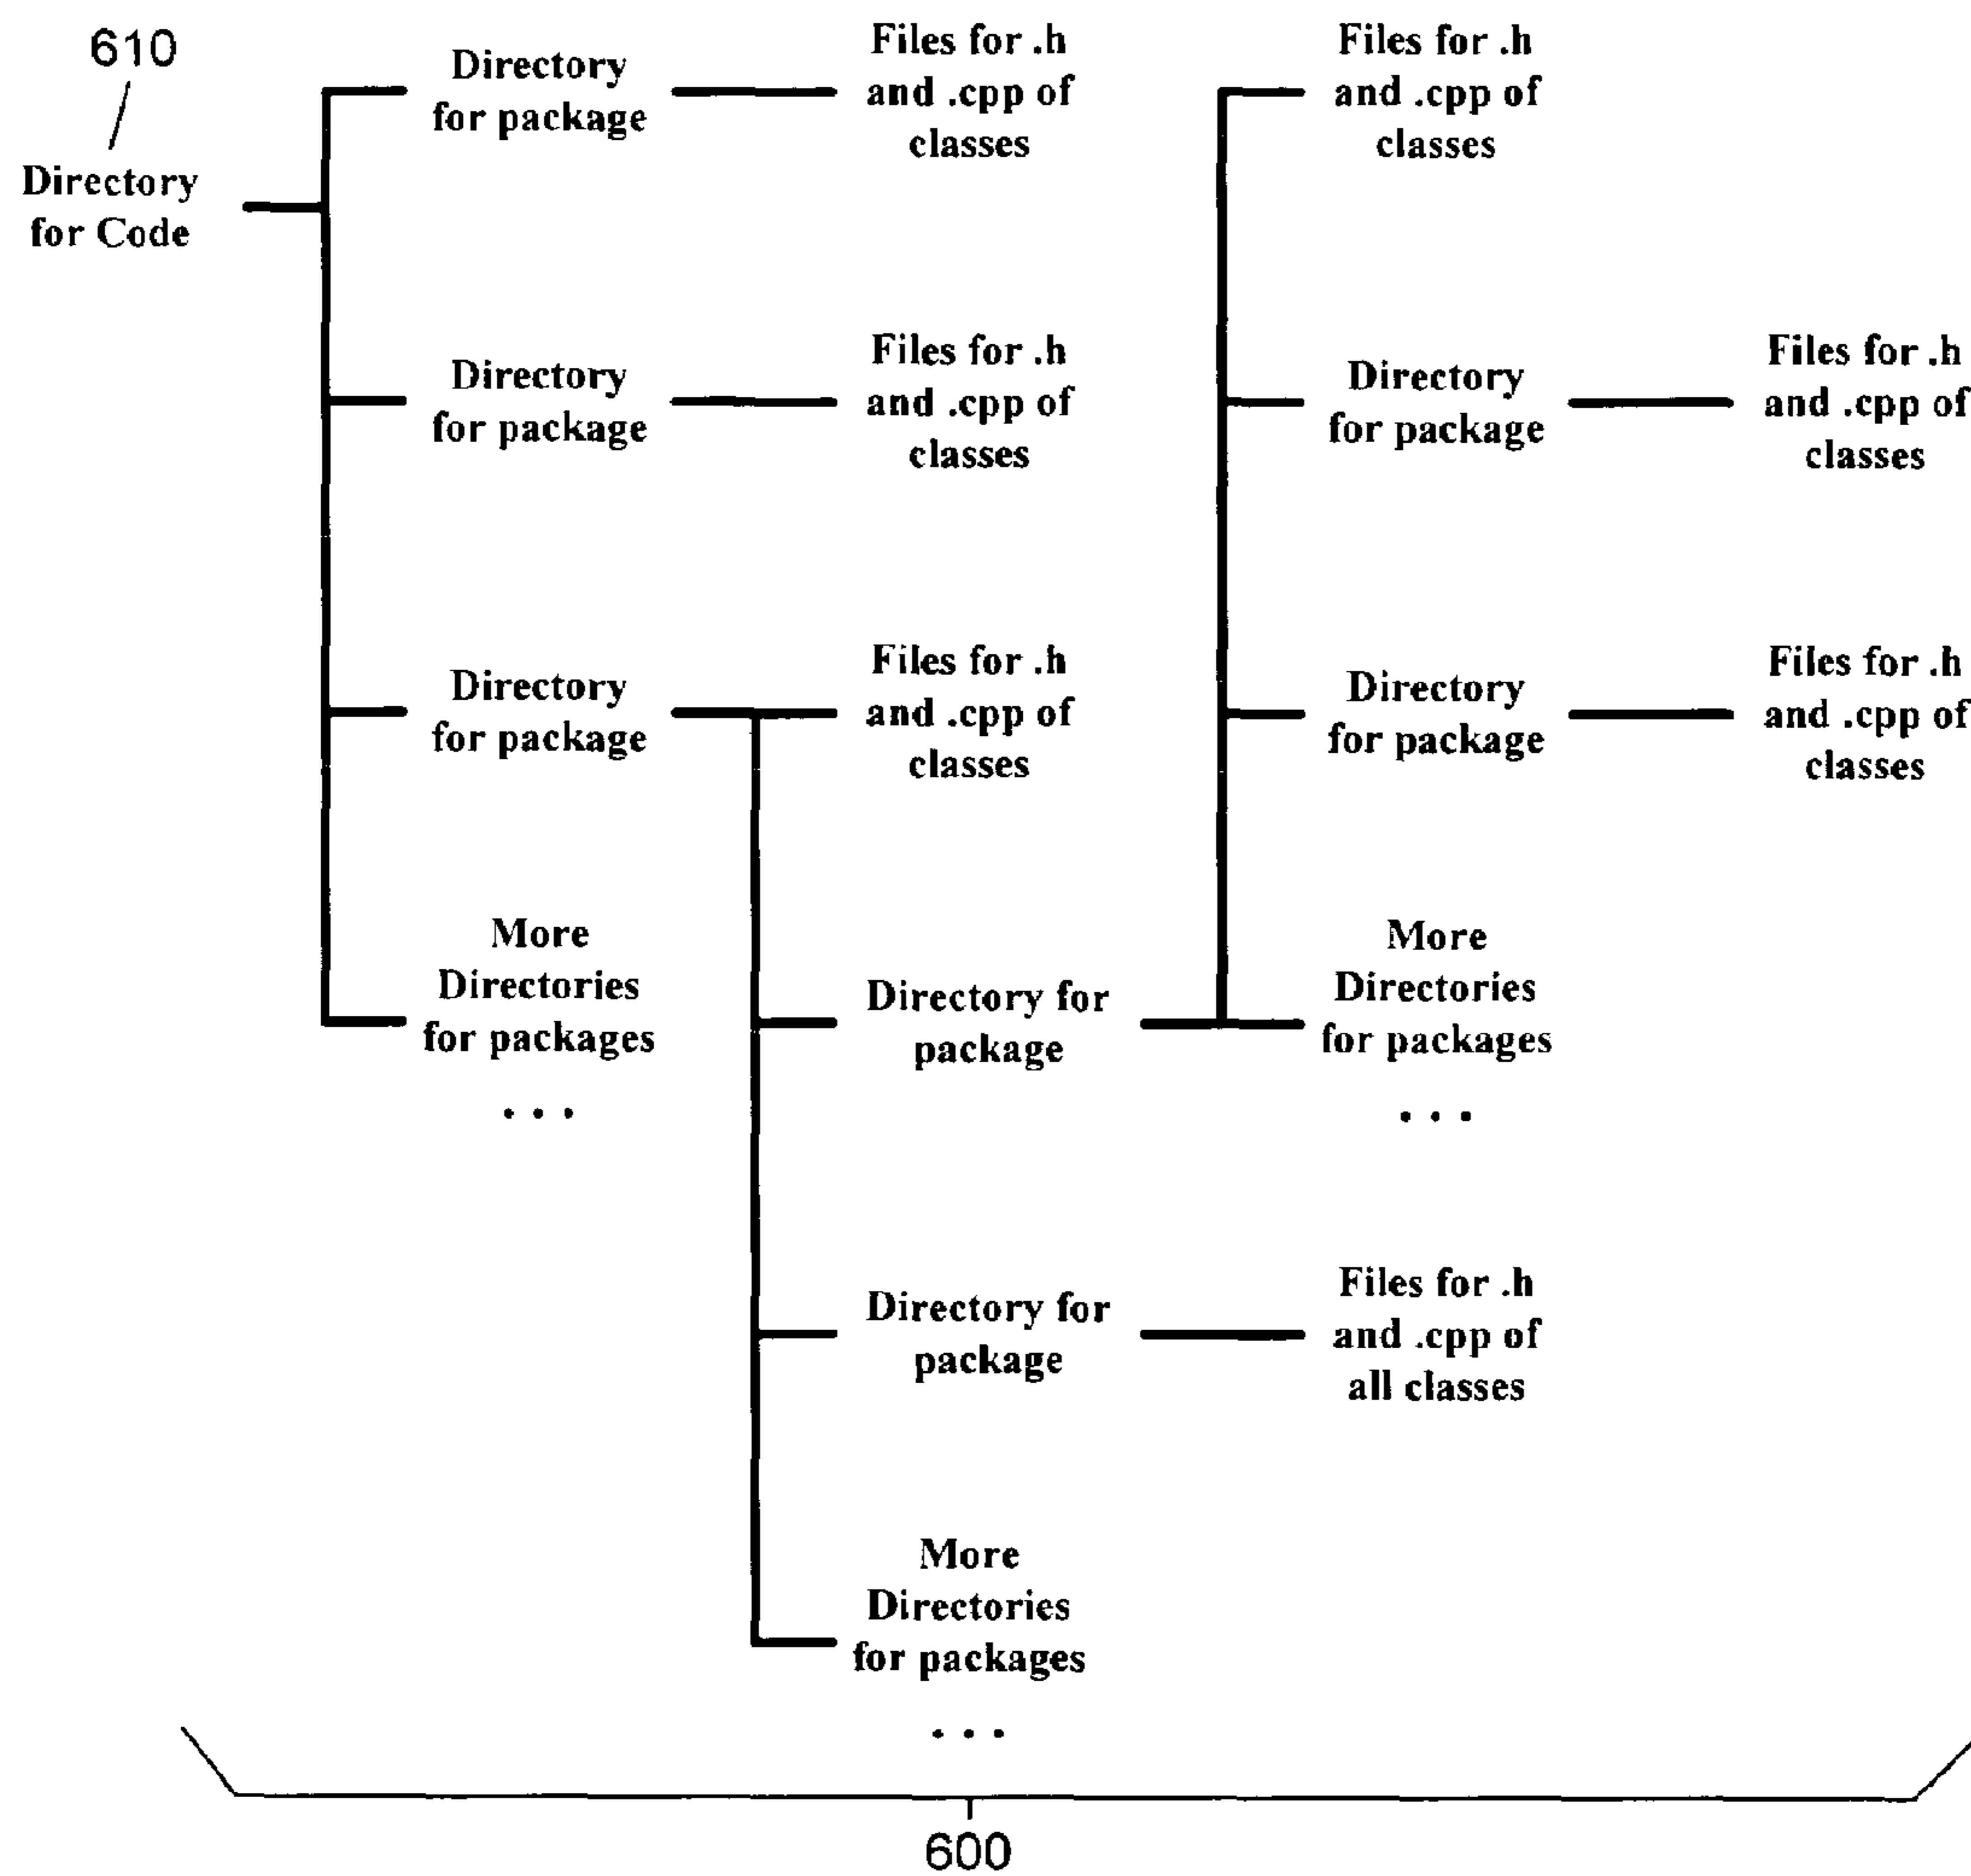 610
Directory
for Code
Directory
for package
Files for .h
and .cpp of
classes
Files for .h
and .cpp of
classes
Directory
for package
Files for .h
and .cpp of
classes
Directory
for package
Files for .h
and .cpp of
classes
Directory
for package
Files for .h
and .cpp of
classes
Directory
for package
Files for .h
and .cpp of
classes
More
Directories
for packages
. . .
Directory for
package
More
Directories
for packages
. . .
Directory for
package
Files for .h
and .cpp of
all classes
More
Directories
for packages
. . .
600